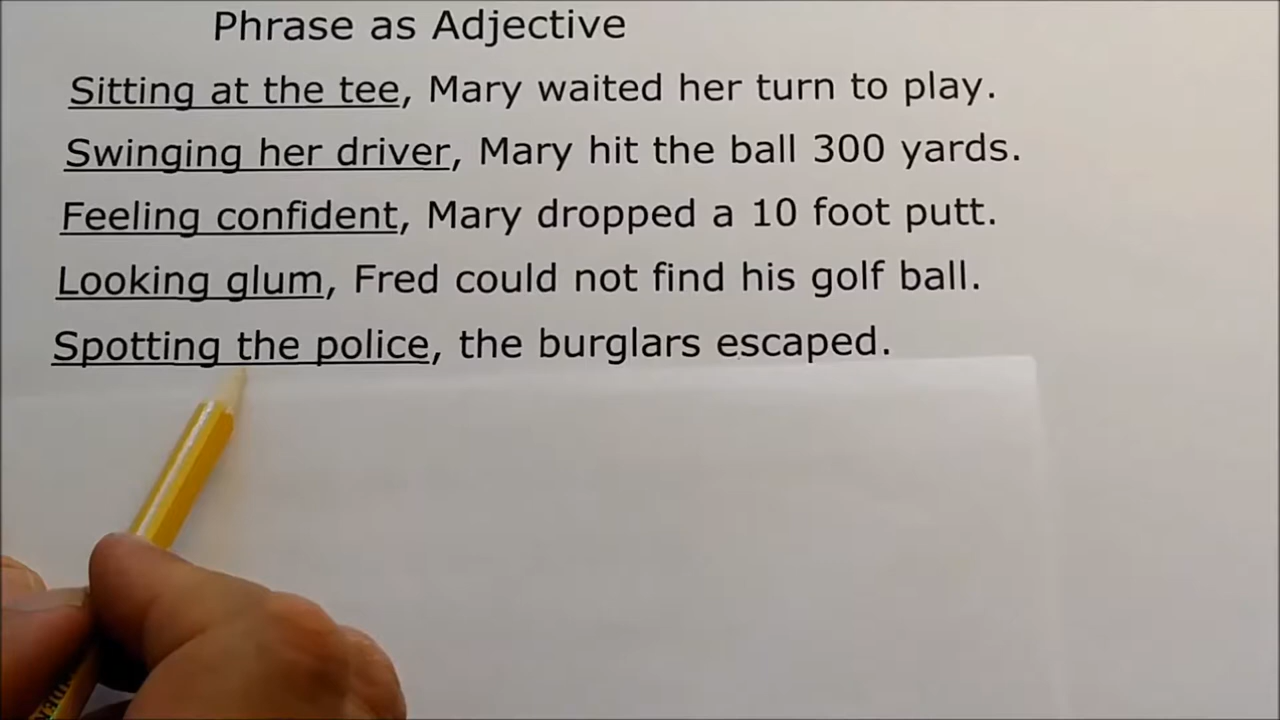 Phrase as Adjective
Sitting at the tee, Mary waited her turn to play.
Swinging her driver, Mary hit the ball 300 yards.
Feeling confident, Mary dropped a 10 foot putt.
Looking glum, Fred could not find his golf ball.
Spotting the police, the burglars escaped.